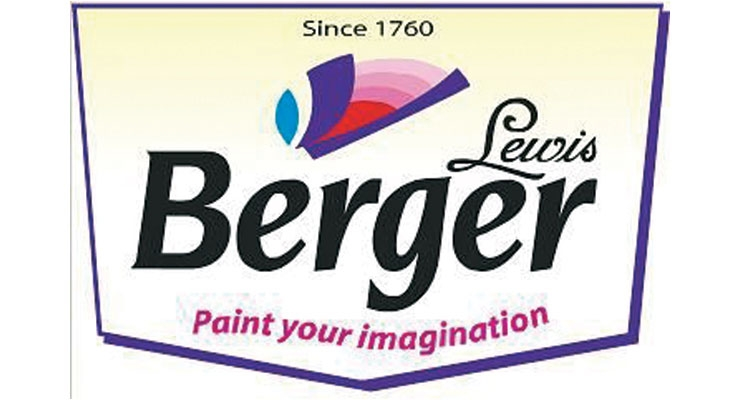 Since 1760
Lewis
Berger
Paint your imagination